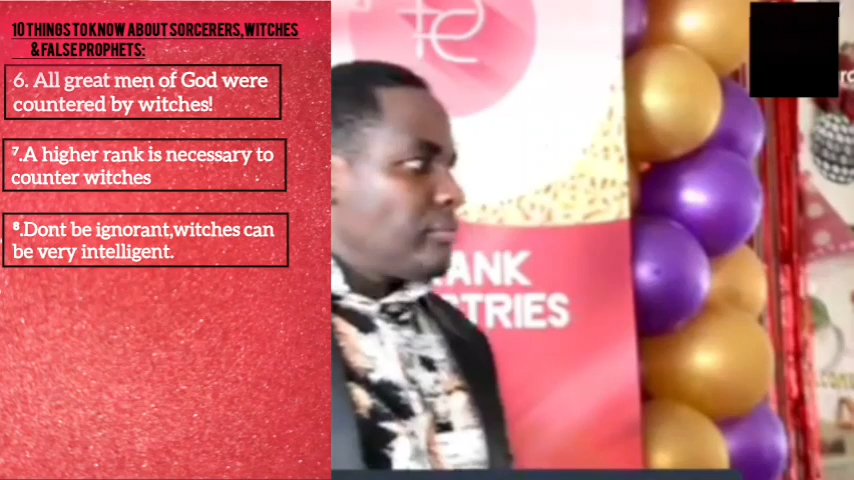 10 THINGS TO KNOW ABOUT SORCERERS, WITCHES
& FALSE PROPHETS:
6. All great men of God were
countered by witches!
⁷.A higher rank is necessary to
counter witches
⁸.Dont be ignorant,witches can
be very intelligent.
RANK
STRIES